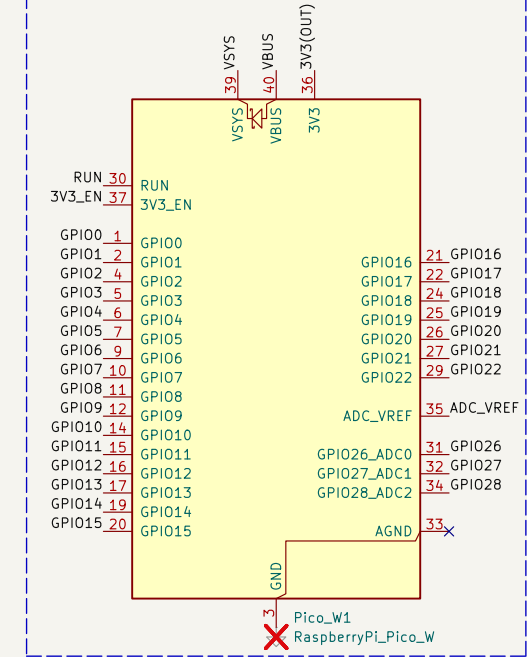 VSYS VBUS 3V3(OUT)
39 40 36
VSYS VBUS 3V3
RUN 30 RUN
3V3_EN 37 3V3_EN
GPIO0 1 GPIO0
GPIO1 2 GPIO1 GPIO16 21 GPIO16
GPIO2 4 GPIO2 GPIO17 22 GPIO17
GPIO3 5 GPIO3 GPIO18 24 GPIO18
GPIO4 6 GPIO4 GPIO19 25 GPIO19
GPIO5 7 GPIO5 GPIO20 26 GPIO20
GPIO6 9 GPIO6 GPIO21 27 GPIO21
GPIO7 10 GPIO7 GPIO22 29 GPIO22
GPIO8 11 GPIO8
GPIO9 12 GPIO9 ADC_VREF 35 ADC_VREF
GPIO10 14 GPIO10
GPIO11 15 GPIO11 GPIO26_ADC0 31 GPIO26
GPIO12 16 GPIO12 GPIO27_ADC1 32 GPIO27
GPIO13 17 GPIO13 GPIO28_ADC2 34 GPIO28
GPIO14 19 GPIO14
GPIO15 20 GPIO15 AGND 33
GND
3
Pico_W1
RaspberryPi_Pico_W